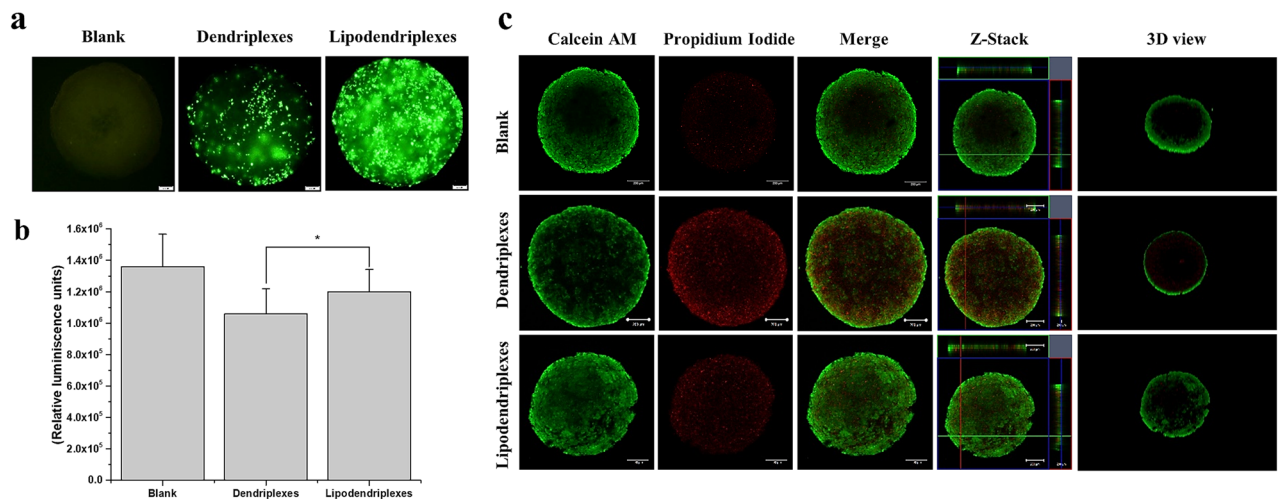 a
Blank
Dendriplexes
Lipodendriplexes
b
(Relative luminiscence units)
1.6x10⁶
1.4x10⁶
1.2x10⁶
1.0x10⁶
8.0x10⁵
6.0x10⁵
4.0x10⁵
2.0x10⁵
0.0
*
Blank
Dendriplexes
Lipodendriplexes
c
Calcein AM
Propidium Iodide
Merge
Z-Stack
3D view
Blank
Dendriplexes
Lipodendriplexes